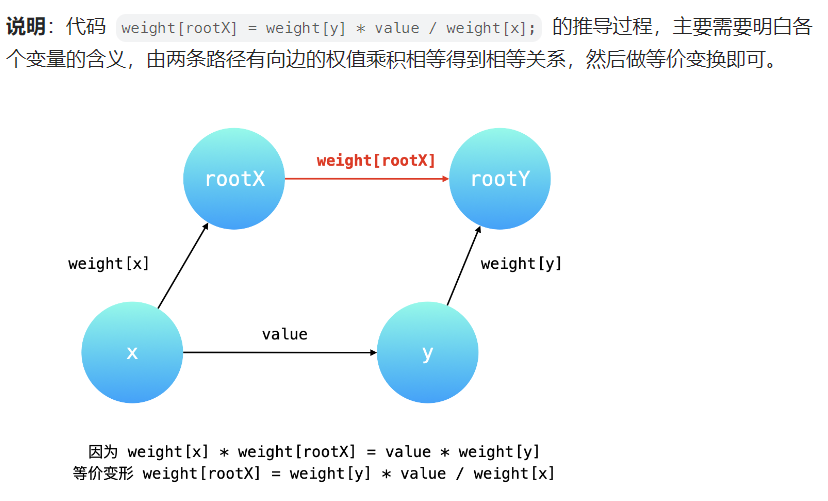 说明：代码 weight[rootX] = weight[y] * value / weight[x]; 的推导过程，主要需要明白各
个变量的含义，由两条路径有向边的权值乘积相等得到相等关系，然后做等价变换即可。
rootX
weight[rootX]
rootY
weight[x]
weight[y]
x
value
y
因为 weight[x] * weight[rootX] = value * weight[y]
等价变形 weight[rootX] = weight[y] * value / weight[x]